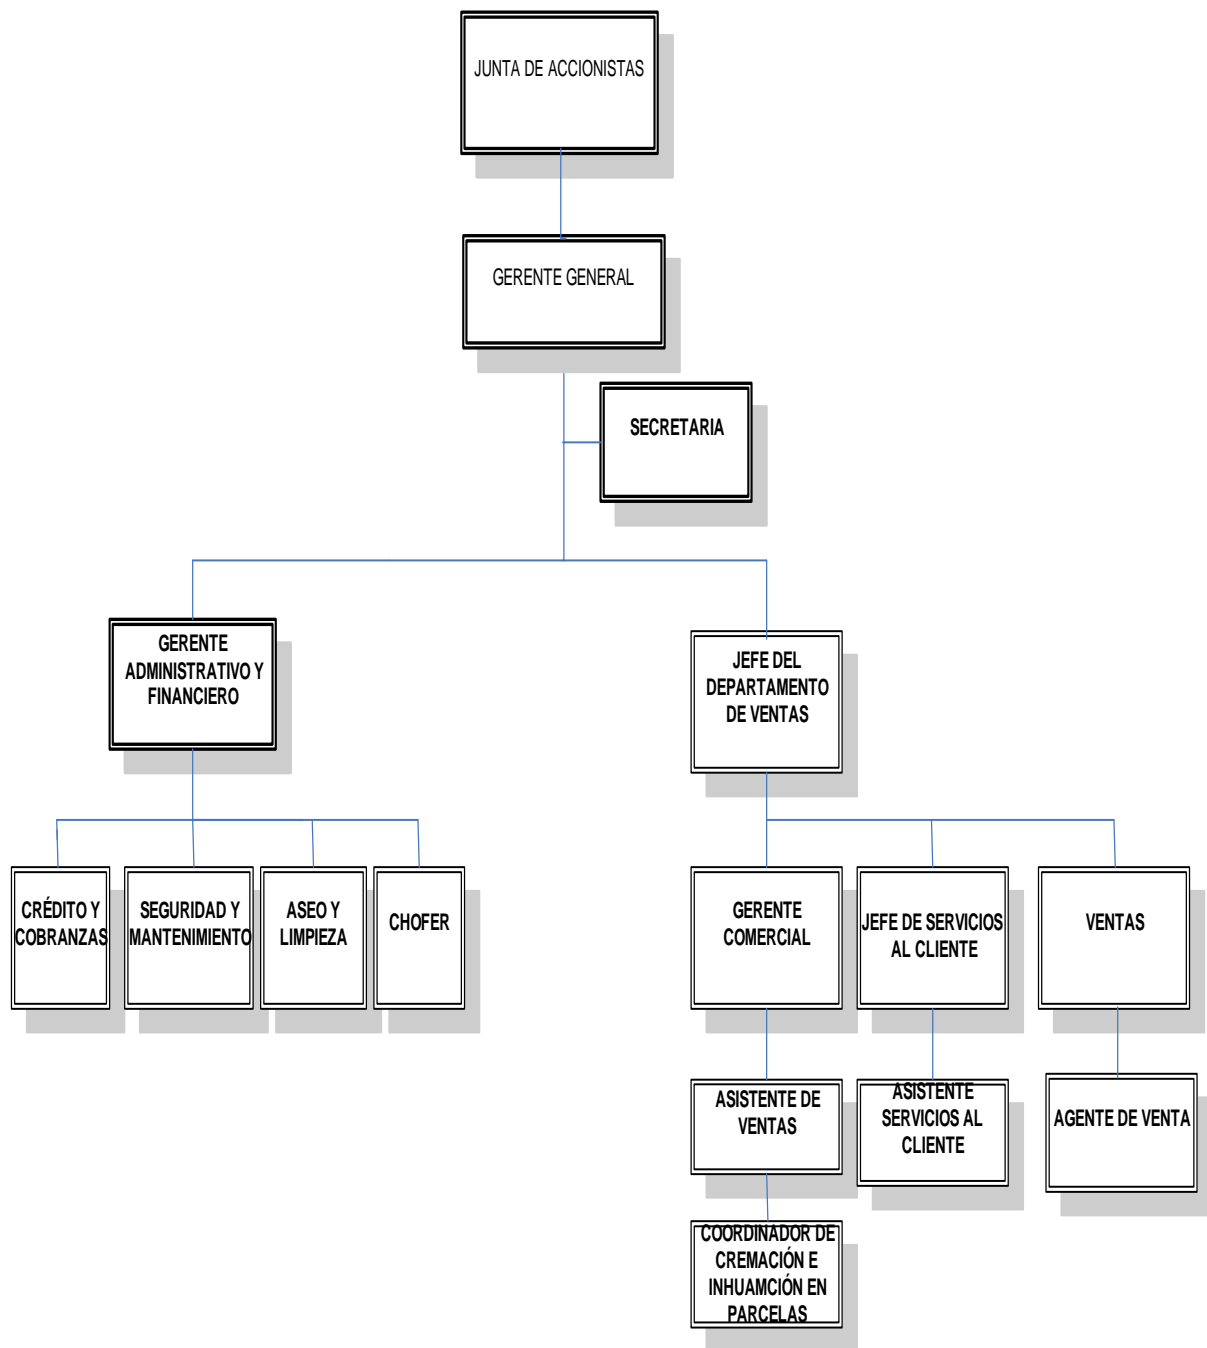 JUNTA DE ACCIONISTAS
GERENTE GENERAL
SECRETARIA
GERENTE
ADMINISTRATIVO Y
FINANCIERO
JEFE DEL
DEPARTAMENTO
DE VENTAS
CRÉDITO Y
COBRANZAS
SEGURIDAD Y
MANTENIMIENTO
ASEO Y
LIMPIEZA
CHOFER
GERENTE
COMERCIAL
JEFE DE SERVICIOS
AL CLIENTE
VENTAS
ASISTENTE DE
VENTAS
ASISTENTE
SERVICIOS AL
CLIENTE
AGENTE DE VENTA
COORDINADOR DE
CREMACIÓN E
INHUAMCIÓN EN
PARCELAS